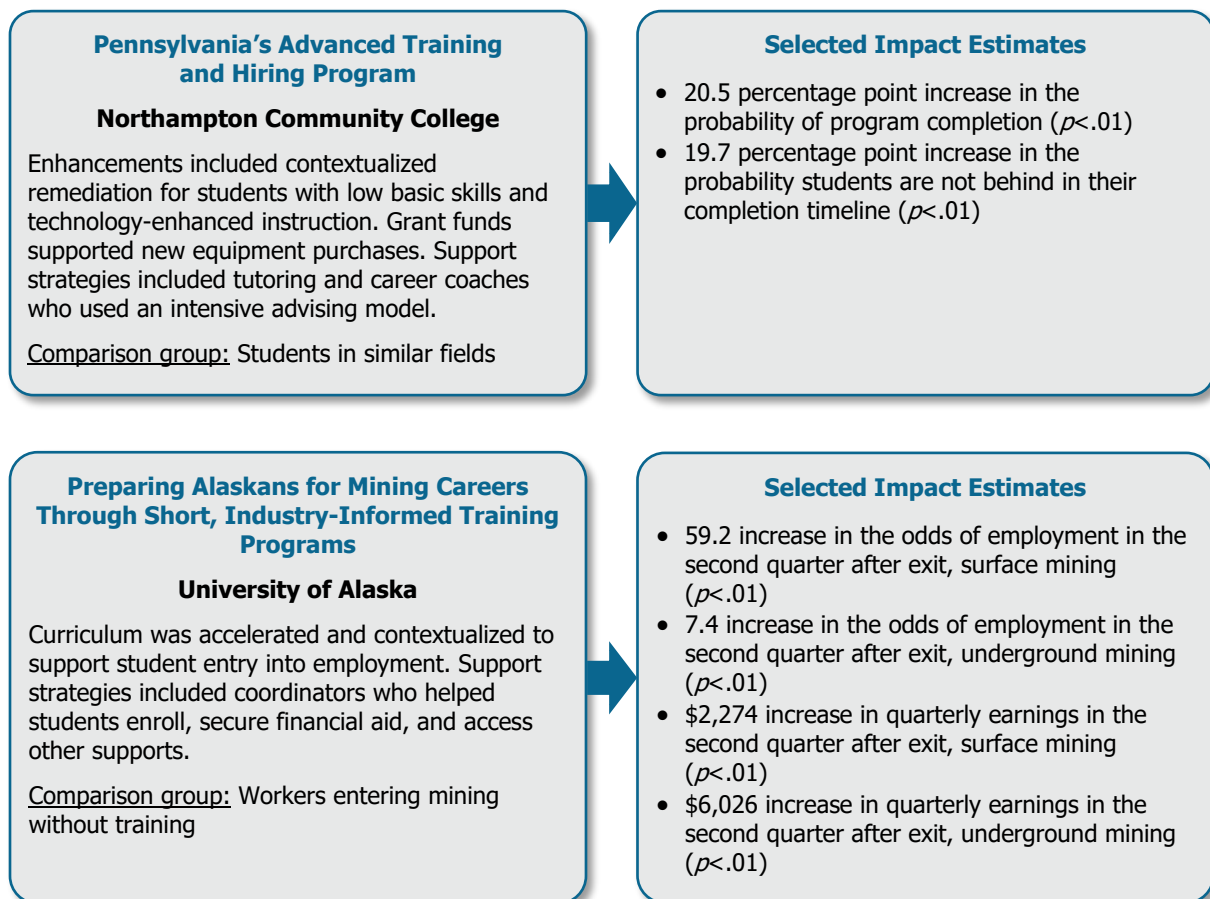 Pennsylvania's Advanced Training
and Hiring Program
Northampton Community College
Enhancements included contextualized
remediation for students with low basic skills and
technology-enhanced instruction. Grant funds
supported new equipment purchases. Support
strategies included tutoring and career coaches
who used an intensive advising model.
Comparison group: Students in similar fields
Selected Impact Estimates
• 20.5 percentage point increase in the
probability of program completion (p<.01)
• 19.7 percentage point increase in the
probability students are not behind in their
completion timeline (p<.01)
Preparing Alaskans for Mining Careers
Through Short, Industry-Informed Training
Programs
University of Alaska
Curriculum was accelerated and contextualized to
support student entry into employment. Support
strategies included coordinators who helped
students enroll, secure financial aid, and access
other supports.
Comparison group: Workers entering mining
without training
Selected Impact Estimates
• 59.2 increase in the odds of employment in the
second quarter after exit, surface mining
(p<.01)
• 7.4 increase in the odds of employment in the
second quarter after exit, underground mining
(p<.01)
• $2,274 increase in quarterly earnings in the
second quarter after exit, surface mining
(p<.01)
• $6,026 increase in quarterly earnings in the
second quarter after exit, underground mining
(p<.01)